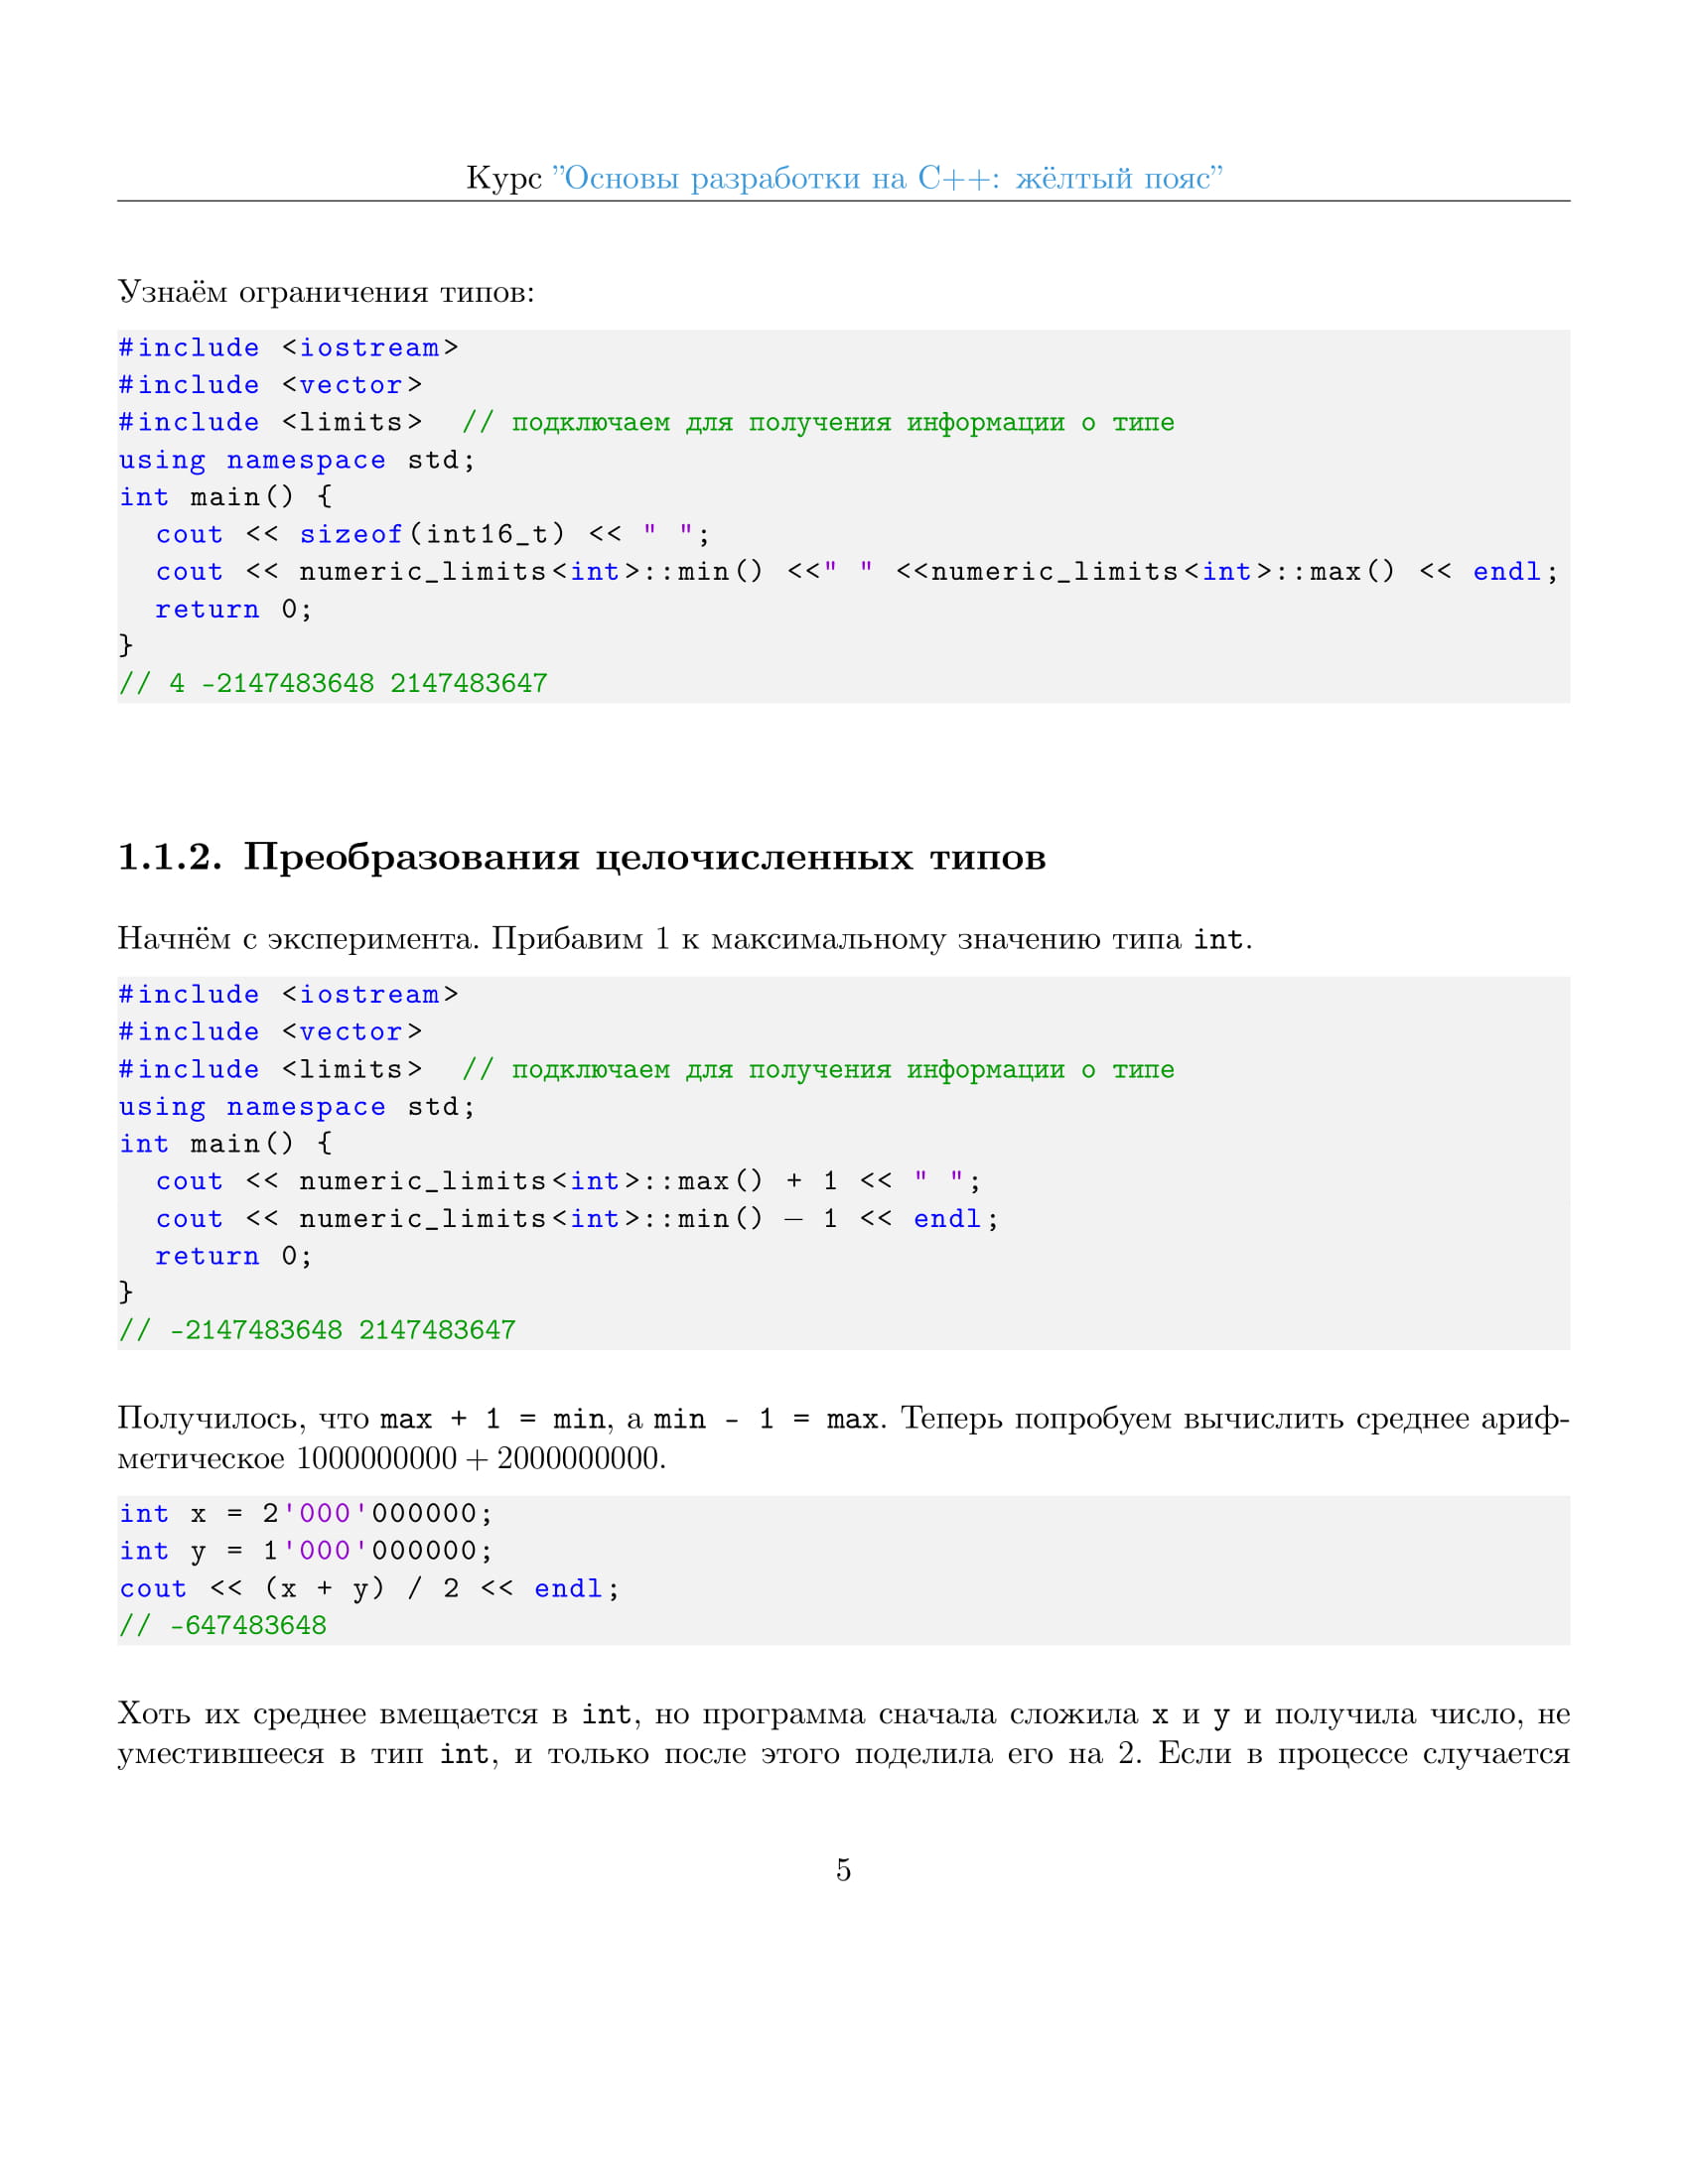 Курс ”Основы разработки на C++: жёлтый пояс”
Узнаём ограничения типов:
#include <iostream>
#include <vector>
#include <limits>  // подключаем для получения информации о типе
using namespace std;
int main() {
  cout << sizeof(int16_t) << " ";
  cout << numeric_limits<int>::min() <<" " <<numeric_limits<int>::max() << endl;
  return 0;
}
// 4 -2147483648 2147483647
1.1.2. Преобразования целочисленных типов
Начнём с эксперимента. Прибавим 1 к максимальному значению типа int.
#include <iostream>
#include <vector>
#include <limits>  // подключаем для получения информации о типе
using namespace std;
int main() {
  cout << numeric_limits<int>::max() + 1 << " ";
  cout << numeric_limits<int>::min() − 1 << endl;
  return 0;
}
// -2147483648 2147483647
Получилось, что max + 1 = min, а min - 1 = max. Теперь попробуем вычислить среднее ариф-
метическое 1000000000 + 2000000000.
int x = 2'000'000000;
int y = 1'000'000000;
cout << (x + y) / 2 << endl;
// -647483648
Хоть их среднее вмещается в int, но программа сначала сложила x и y и получила число, не
уместившееся в тип int, и только после этого поделила его на 2. Если в процессе случается
5